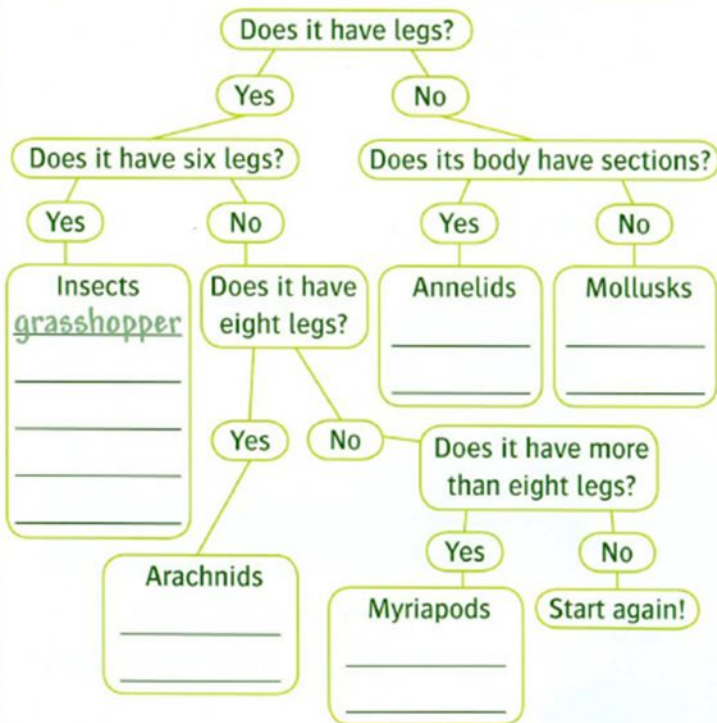 Does it have legs?
Yes
No
Does it have six legs?
Does its body have sections?
Yes
No
Yes
No
Insects
grasshopper
Does it have
eight legs?
Annelids
Mollusks
Yes
No
Does it have more
than eight legs?
Yes
No
Arachnids
Myriapods
Start again!